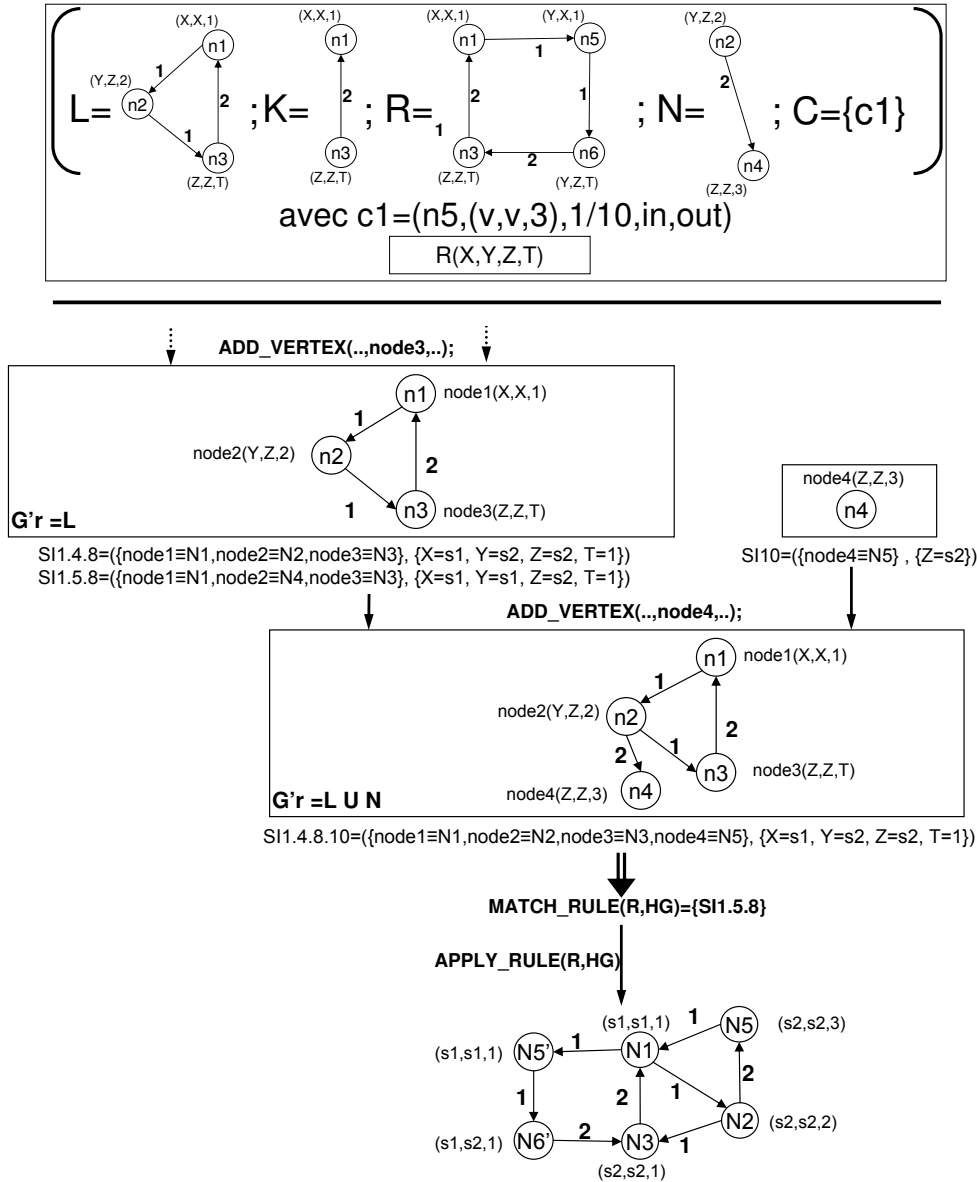 L=
(X,X,1)
n1
1
(Y,Z,2)
n2
2
1
n3
(Z,Z,T)
;K=
(X,X,1)
n1
2
n3
(Z,Z,T)
; R=
(X,X,1)
n1
(Y,X,1)
n5
1
2
1
1
n3
2
n6
(Z,Z,T)
(Y,Z,T)
; N=
(Y,Z,2)
n2
2
n4
(Z,Z,3)
; C={c1}
avec c1=(n5,(v,v,3),1/10,in,out)
R(X,Y,Z,T)
ADD_VERTEX(..,node3,..);
n1
node1(X,X,1)
1
node2(Y,Z,2)
n2
2
1
n3
node3(Z,Z,T)
G'r =L
node4(Z,Z,3)
n4
SI1.4.8=({node1≡N1,node2≡N2,node3≡N3}, {X=s1, Y=s2, Z=s2, T=1})
SI1.5.8=({node1≡N1,node2≡N4,node3≡N3}, {X=s1, Y=s1, Z=s2, T=1})
SI10=({node4≡N5} , {Z=s2})
ADD_VERTEX(..,node4,..);
n1
node1(X,X,1)
1
node2(Y,Z,2)
n2
2
1
2
n3
node3(Z,Z,T)
node4(Z,Z,3)
n4
G'r =L U N
SI1.4.8.10=({node1≡N1,node2≡N2,node3≡N3,node4≡N5}, {X=s1, Y=s2, Z=s2, T=1})
MATCH_RULE(R,HG)={SI1.5.8}
APPLY_RULE(R,HG)
(s1,s1,1)
N5
(s2,s2,3)
1
(s1,s1,1)
N5'
1
N1
1
2
1
2
N2
(s2,s2,2)
(s1,s2,1)
N6'
2
N3
1
(s2,s2,1)